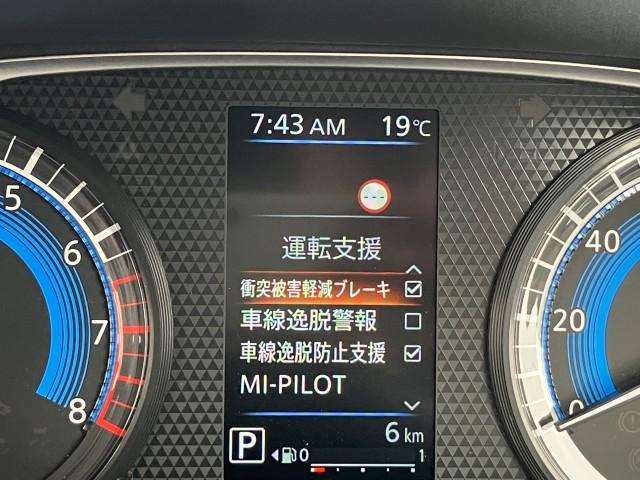 7:43 AM 19℃
---
運転支援
衝突被害軽減ブレーキ
車線逸脱警報
車線逸脱防止支援
MI-PILOT
6 km
P 0 1
5
6
7
8
40
20
0